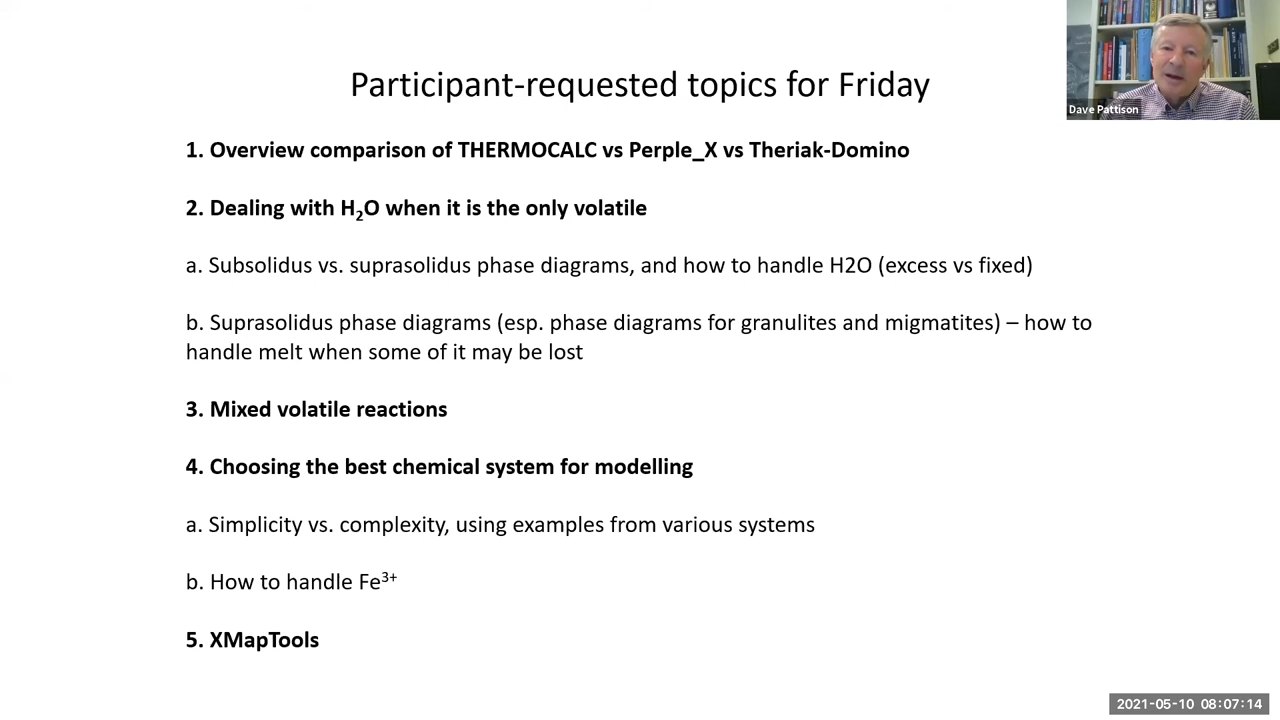 Participant-requested topics for Friday
Dave Pattison
1. Overview comparison of THERMOCALC vs Perple_X vs Theriak-Domino
2. Dealing with H₂O when it is the only volatile
a. Subsolidus vs. suprasolidus phase diagrams, and how to handle H2O (excess vs fixed)
b. Suprasolidus phase diagrams (esp. phase diagrams for granulites and migmatites) – how to
handle melt when some of it may be lost
3. Mixed volatile reactions
4. Choosing the best chemical system for modelling
a. Simplicity vs. complexity, using examples from various systems
b. How to handle Fe³⁺
5. XMapTools
2021-05-10 08:07:14